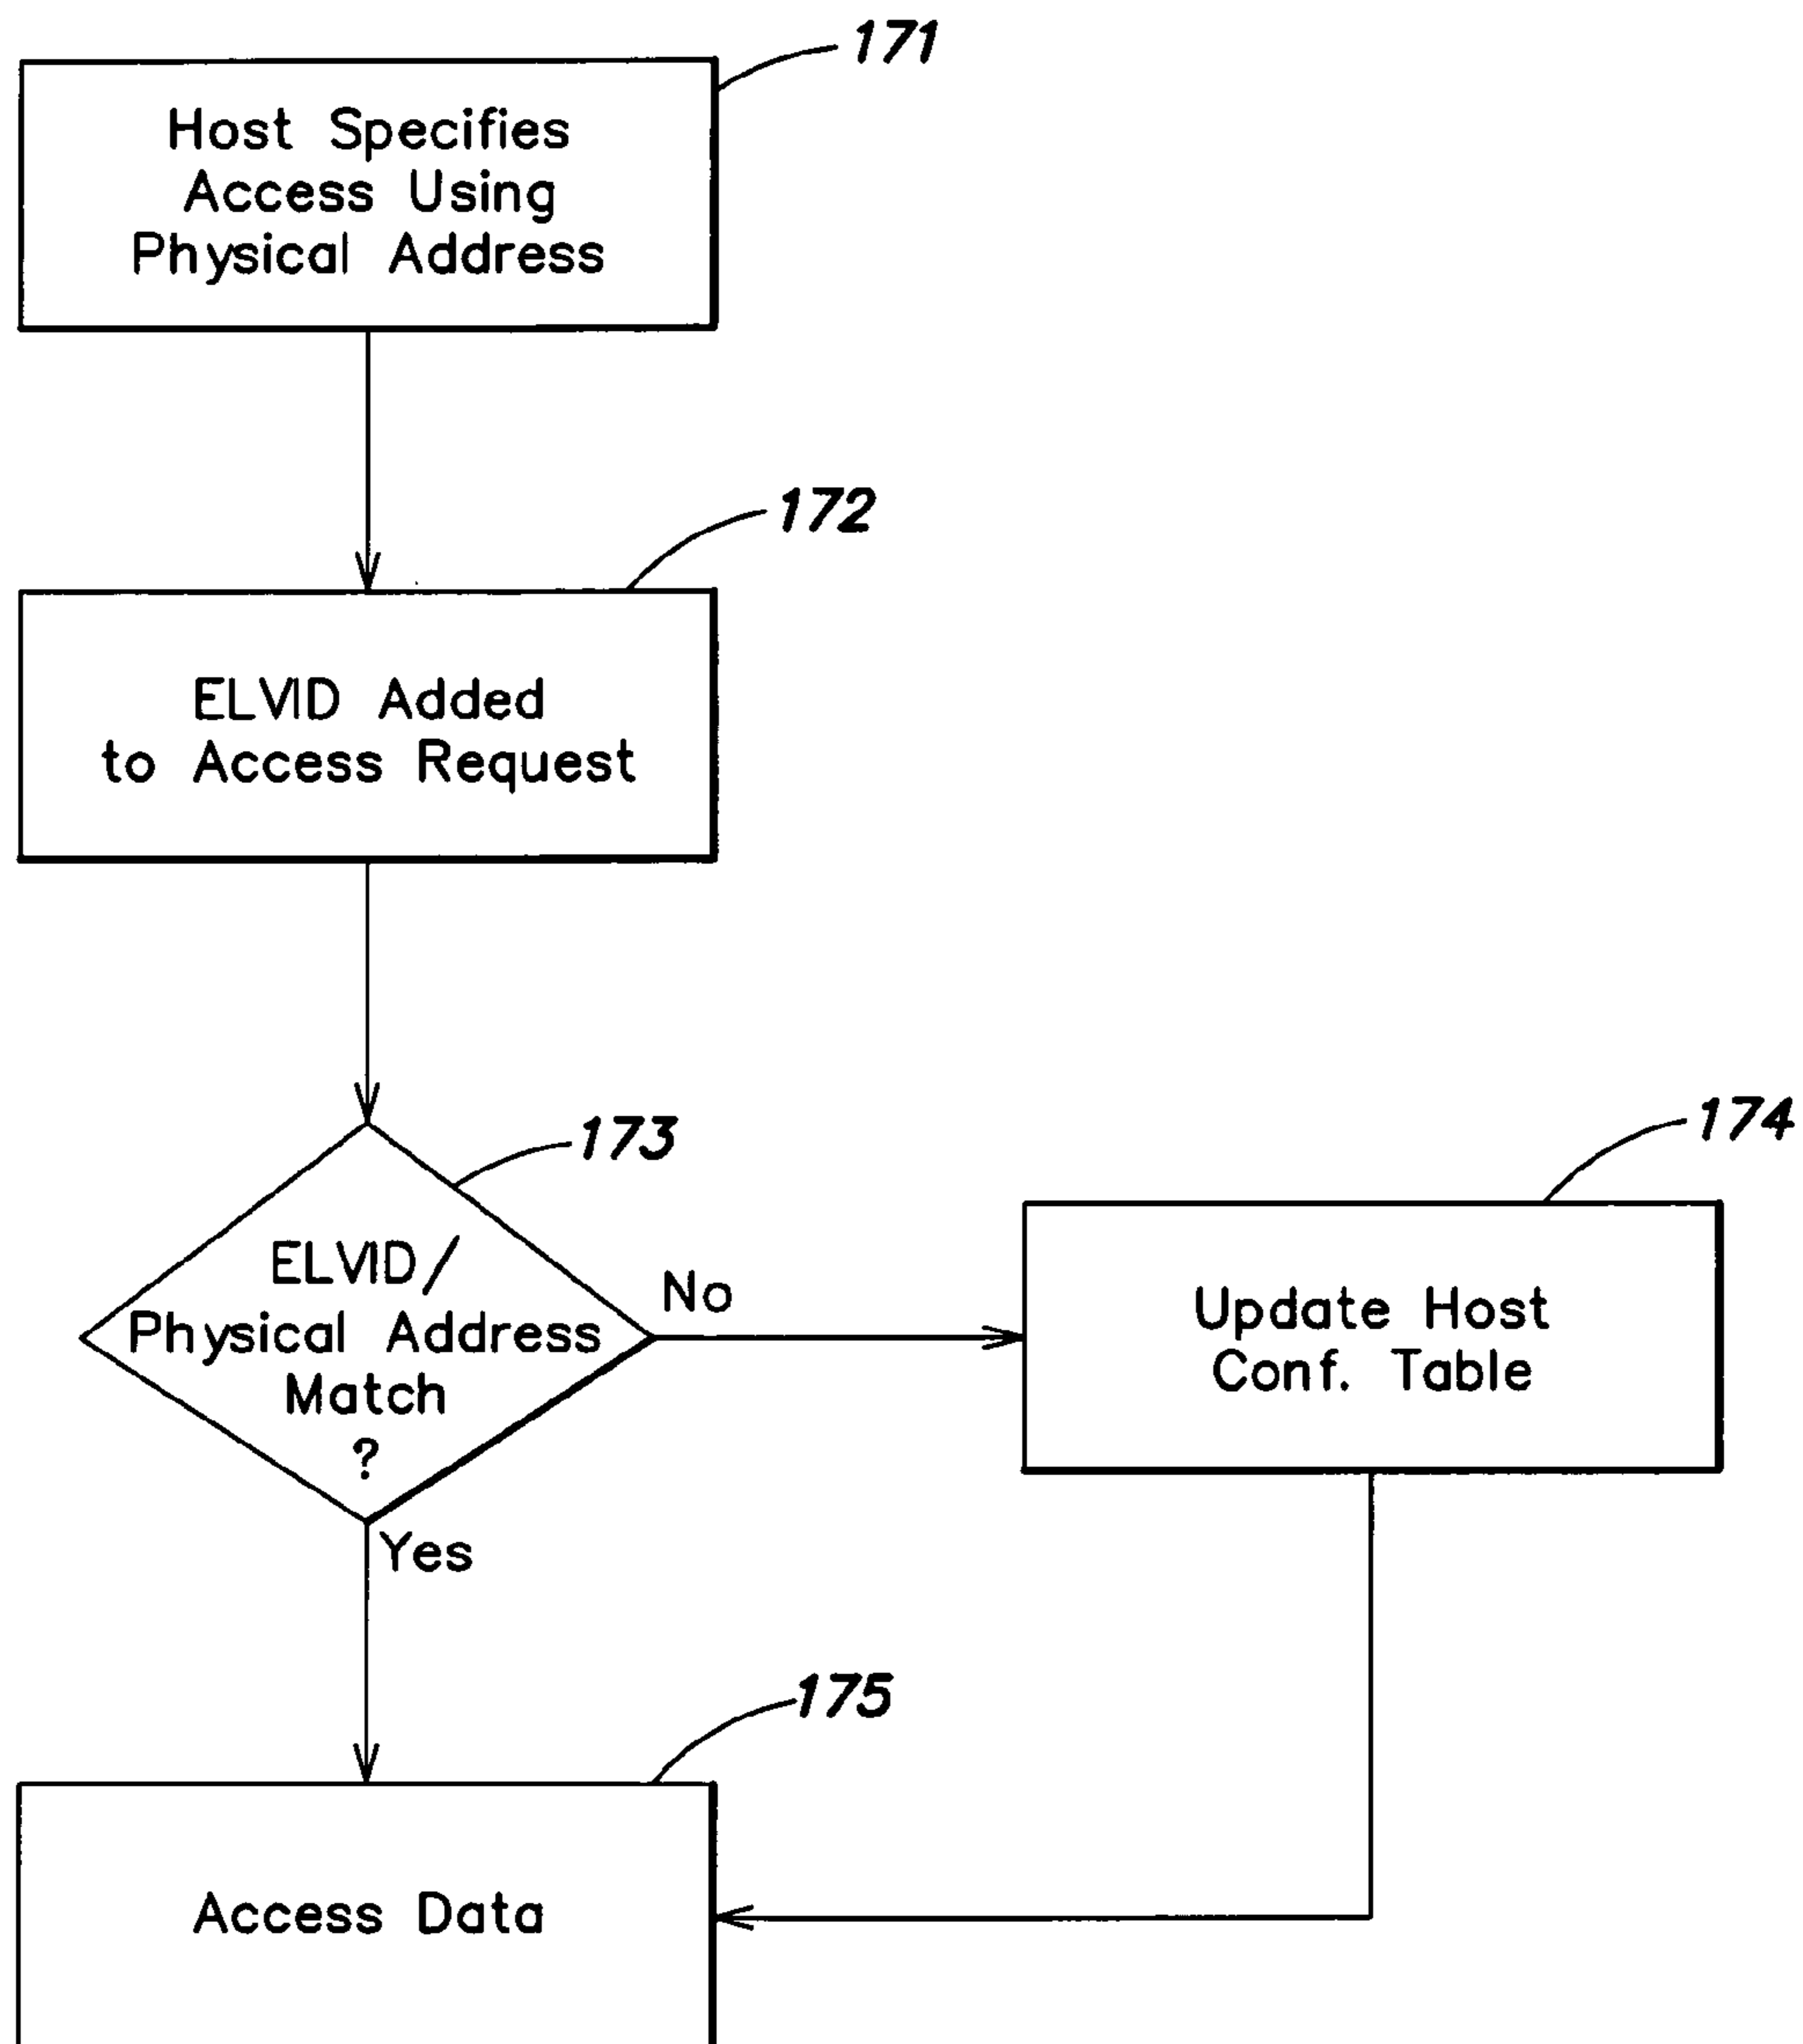 171
Host Specifies
Access Using
Physical Address
172
ELVID Added
to Access Request
173
ELVID/
Physical Address
Match
?
No
Yes
174
Update Host
Conf. Table
175
Access Data